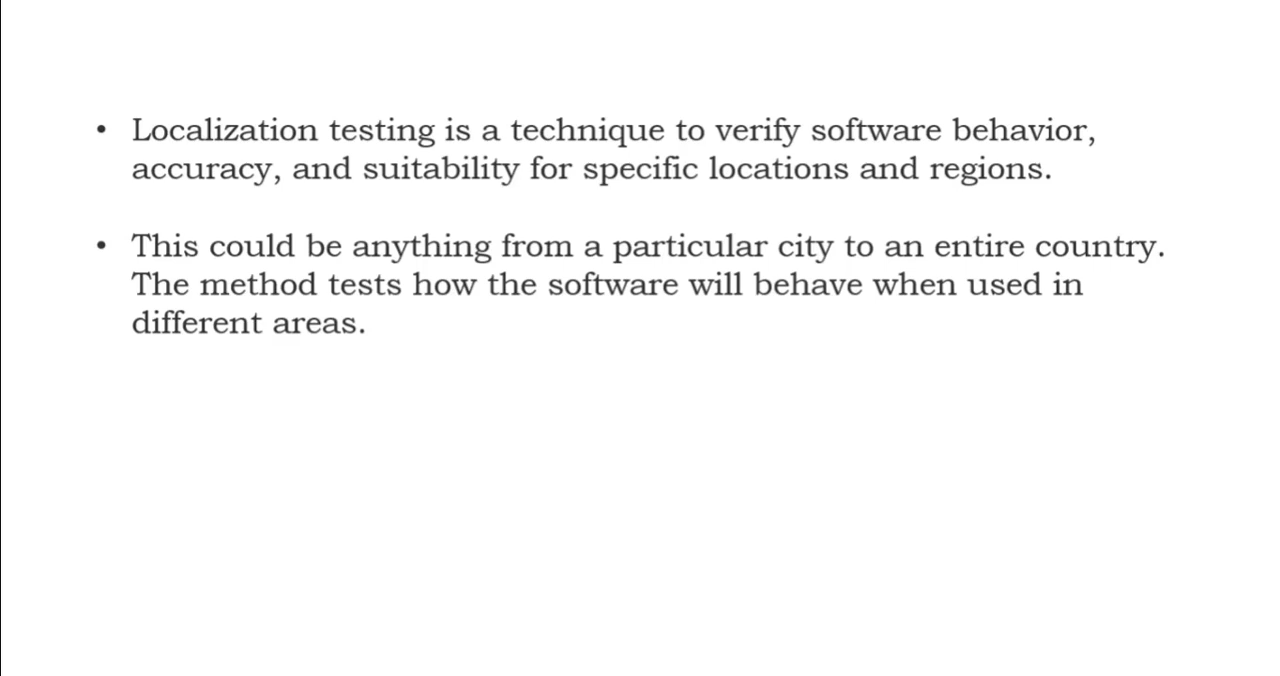 • Localization testing is a technique to verify software behavior,
accuracy, and suitability for specific locations and regions.
• This could be anything from a particular city to an entire country.
The method tests how the software will behave when used in
different areas.